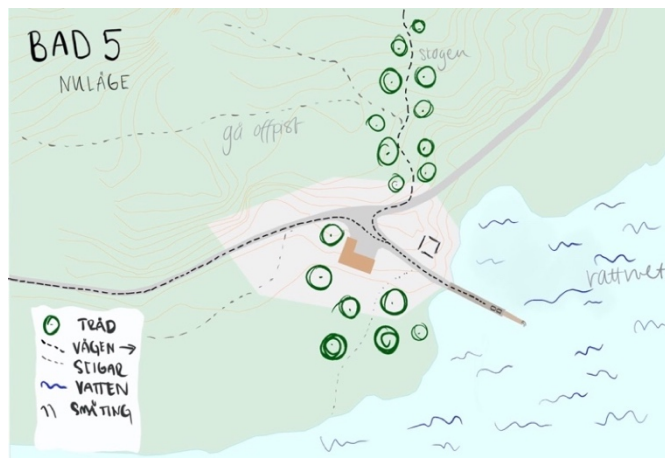 BAD 5
NULÄGE
skogen
gå offpist
vattnet
TRÄD
VÄGEN →
STIGAR
VATTEN
SMÅTING